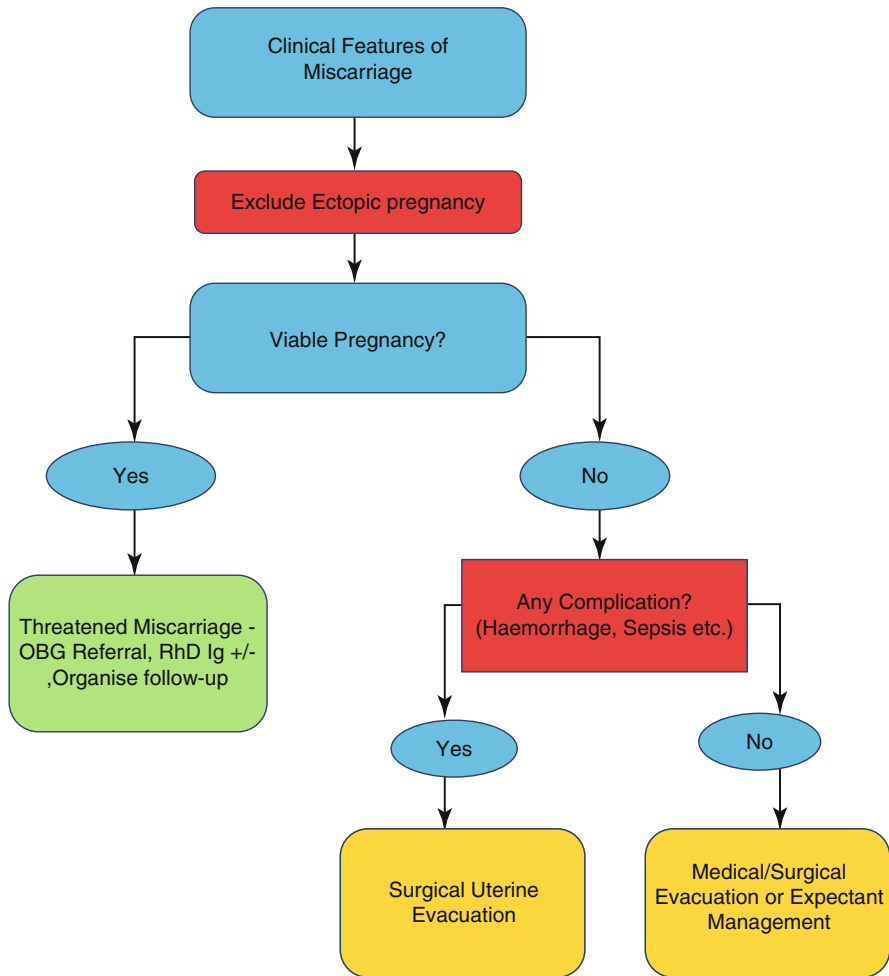 Clinical Features of
Miscarriage
Exclude Ectopic pregnancy
Viable Pregnancy?
Yes
No
Threatened Miscarriage -
OBG Referral, RhD Ig +/-
,Organise follow-up
Any Complication?
(Haemorrhage, Sepsis etc.)
Yes
No
Surgical Uterine
Evacuation
Medical/Surgical
Evacuation or Expectant
Management